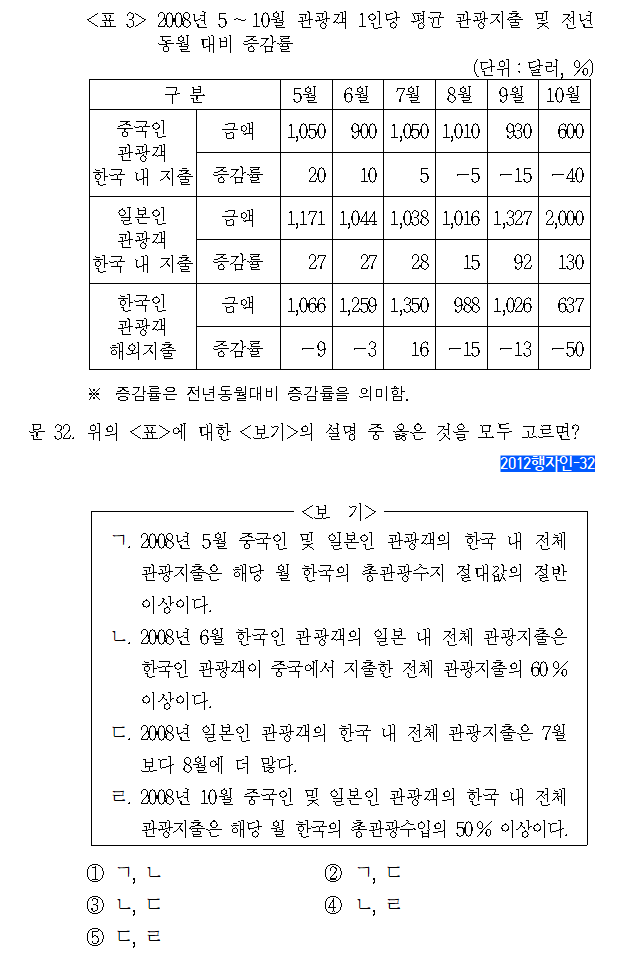 <표 3> 2008년 5~10월 관광객 1인당 평균 관광지출 및 전년
동월 대비 증감률
(단위 : 달러, %)
구 분 5월 6월 7월 8월 9월 10월
중국인 관광객 한국 내 지출 금액 1,050 900 1,050 1,010 930 600
증감률 20 10 5 -5 -15 -40
일본인 관광객 한국 내 지출 금액 1,171 1,044 1,038 1,016 1,327 2,000
증감률 27 27 28 15 92 130
한국인 관광객 해외지출 금액 1,066 1,259 1,350 988 1,026 637
증감률 -9 -3 16 -15 -13 -50
※ 증감률은 전년동월대비 증감률을 의미함.
문 32. 위의 <표>에 대한 <보기>의 설명 중 옳은 것을 모두 고르면?
2012행자인-32
<보 기>
ㄱ. 2008년 5월 중국인 및 일본인 관광객의 한국 내 전체
관광지출은 해당 월 한국의 총관광수지 절대값의 절반
이상이다.
ㄴ. 2008년 6월 한국인 관광객의 일본 내 전체 관광지출은
한국인 관광객이 중국에서 지출한 전체 관광지출의 60%
이상이다.
ㄷ. 2008년 일본인 관광객의 한국 내 전체 관광지출은 7월
보다 8월에 더 많다.
ㄹ. 2008년 10월 중국인 및 일본인 관광객의 한국 내 전체
관광지출은 해당 월 한국의 총관광수입의 50% 이상이다.
① ㄱ, ㄴ ② ㄱ, ㄷ
③ ㄴ, ㄷ ④ ㄴ, ㄹ
⑤ ㄷ, ㄹ